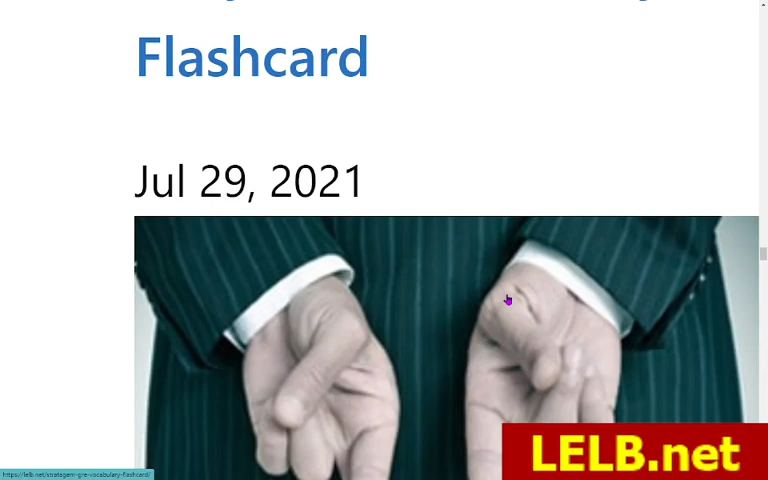 Flashcard
Jul 29, 2021
LELB.net
https://lelb.net/stratagem-gre-vocabulary-flashcard/